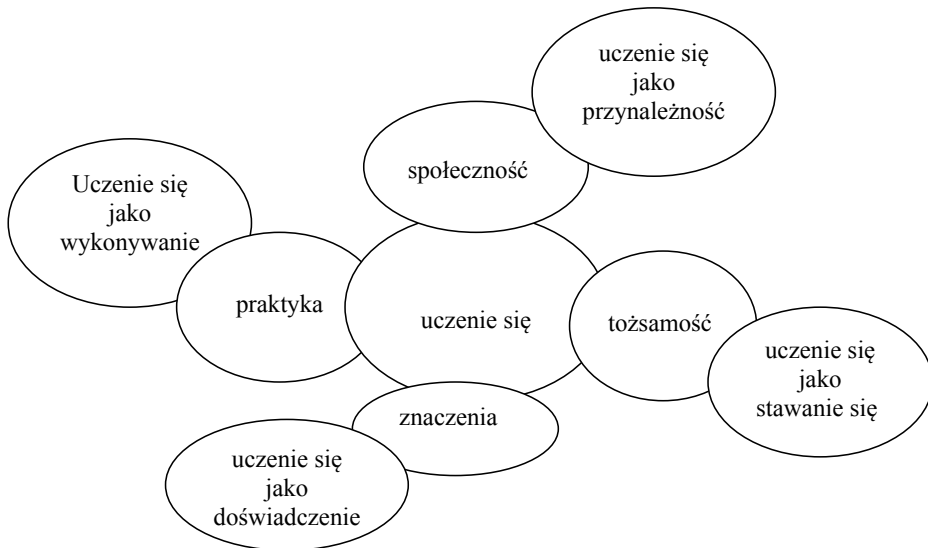 uczenie się
jako
przynależność
społeczność
Uczenie się
jako
wykonywanie
praktyka
uczenie się
tożsamość
uczenie się
jako
stawanie się
znaczenia
uczenie się
jako
doświadczenie